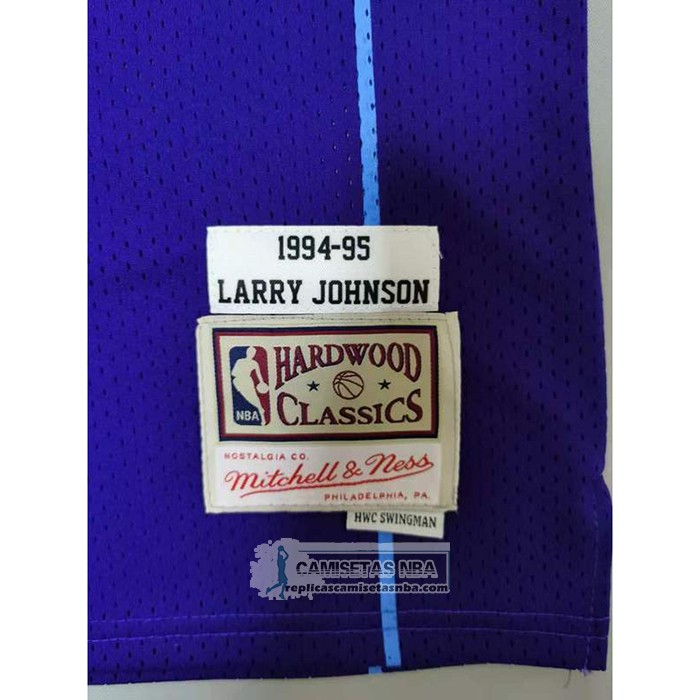 1994-95
LARRY JOHNSON
HARDWOOD
CLASSICS
NBA
NOSTALGIA CO.
Mitchell & Ness
PHILADELPHIA, PA.
HWC SWINGMAN
CAMISETAS NBA
replicascamisetasnba.com